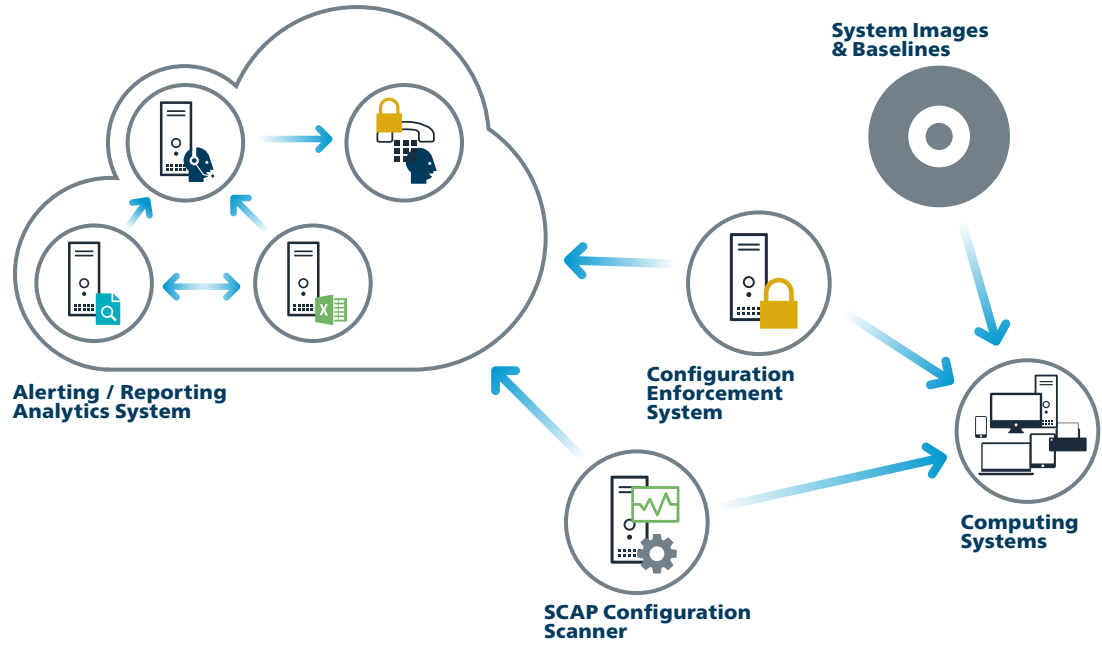 System Images
& Baselines
X
Alerting / Reporting
Analytics System
Configuration
Enforcement
System
Computing
Systems
SCAP Configuration
Scanner